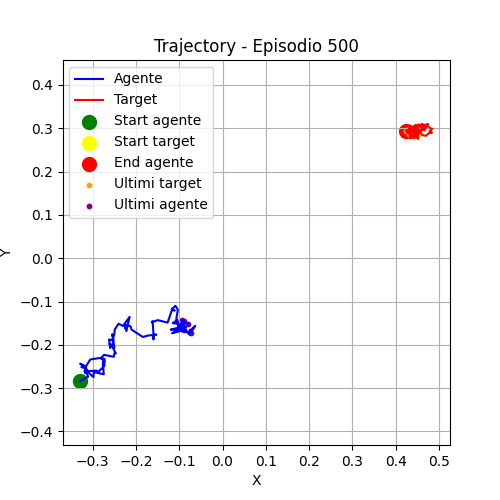 Trajectory - Episodio 500
Agente
Target
Start agente
Start target
End agente
Ultimi target
Ultimi agente
Y
0.4
0.3
0.2
0.1
0.0
−0.1
−0.2
−0.3
−0.4
−0.3 −0.2 −0.1 0.0 0.1 0.2 0.3 0.4 0.5
X